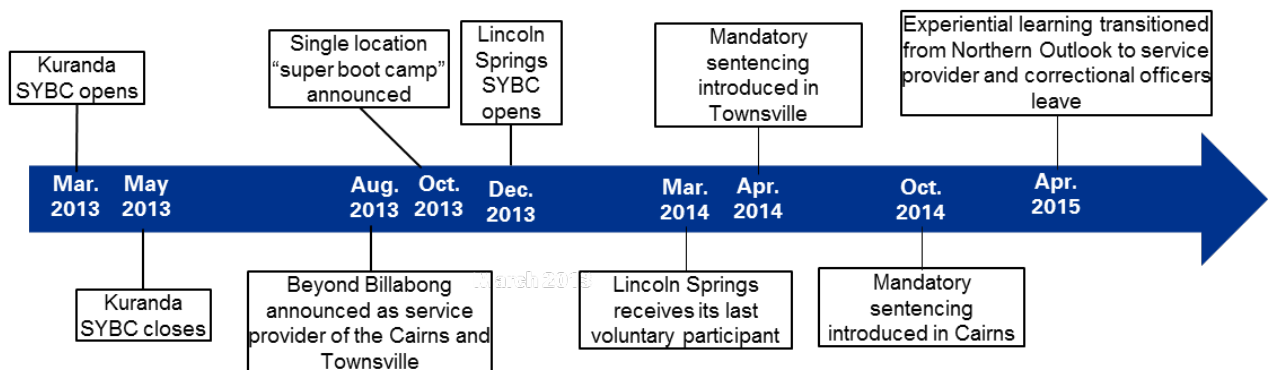 Kuranda
SYBC opens
Single location
“super boot camp”
announced
Lincoln
Springs
SYBC
opens
Mandatory
sentencing
introduced in
Townsville
Experiential learning transitioned
from Northern Outlook to service
provider and correctional officers
leave
Mar.
2013
May
2013
Aug.
2013
Oct.
2013
Dec.
2013
Mar.
2014
Apr.
2014
Oct.
2014
Apr.
2015
Kuranda
SYBC closes
Beyond Billabong
announced as service
provider of the Cairns and
Townsville
March 2013
Lincoln Springs
receives its last
voluntary participant
Mandatory
sentencing
introduced in Cairns